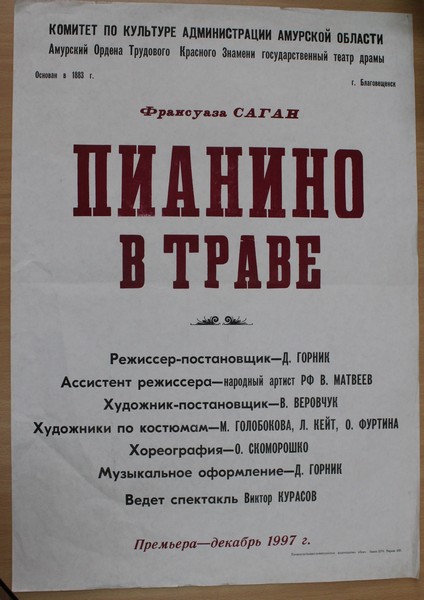 КОМИТЕТ ПО КУЛЬТУРЕ АДМИНИСТРАЦИИ АМУРСКОЙ ОБЛАСТИ
Амурский Ордена Трудового Красного Знамени государственный театр драмы
Основан в 1883 г.
г. Благовещенск
Франсуаза САГАН
ПИАНИНО
В ТРАВЕ
Режиссер-постановщик—Д. ГОРНИК
Ассистент режиссера—народный артист РФ В. МАТВЕЕВ
Художник-постановщик—В. ВЕРОВЧУК
Художники по костюмам—М. ГОЛОБОКОВА, Л. КЕЙТ, О. ФУРТИНА
Хореография—О. СКОМОРОШКО
Музыкальное оформление—Д. ГОРНИК
Ведет спектакль Виктор КУРАСОВ
Премьера—декабрь 1997 г.